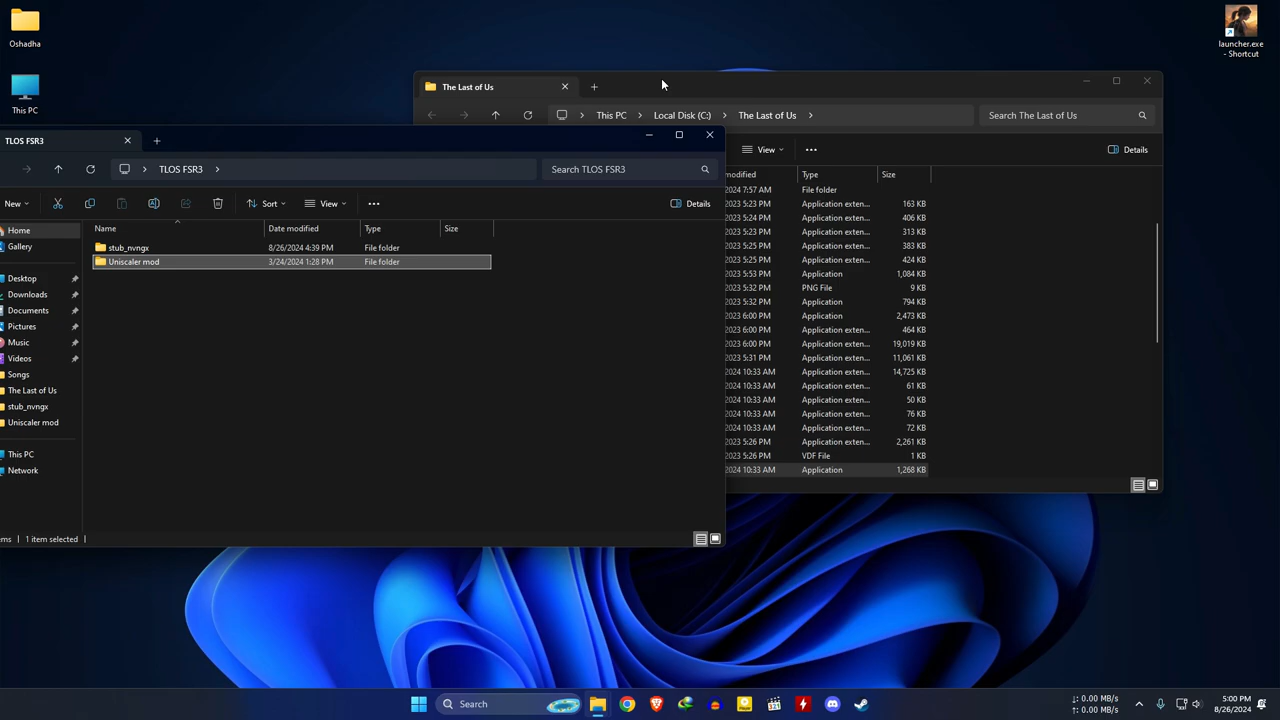 Oshadha
This PC
launcher.exe
- Shortcut
The Last of Us
This PC
Local Disk (C:)
The Last of Us
Search The Last of Us
View
Details
modified
Type
Size
2024 7:57 AM
File folder
2023 5:23 PM
Application exten...
163 KB
2023 5:24 PM
Application exten...
406 KB
2023 5:23 PM
Application exten...
313 KB
2023 5:25 PM
Application exten...
383 KB
2023 5:25 PM
Application exten...
424 KB
2023 5:53 PM
Application
1,084 KB
2023 5:32 PM
PNG File
9 KB
2023 5:32 PM
Application
794 KB
2023 6:00 PM
Application
2,473 KB
2023 6:00 PM
Application exten...
464 KB
2023 6:00 PM
Application exten...
19,019 KB
2023 5:31 PM
Application exten...
11,061 KB
2024 10:33 AM
Application exten...
14,725 KB
2024 10:33 AM
Application exten...
61 KB
2024 10:33 AM
Application exten...
50 KB
2024 10:33 AM
Application exten...
76 KB
2024 10:33 AM
Application exten...
72 KB
2023 5:26 PM
Application exten...
2,261 KB
2023 5:26 PM
VDF File
1 KB
2024 10:33 AM
Application
1,268 KB
TLOS FSR3
TLOS FSR3
Search TLOS FSR3
New
Sort
View
Details
Home
Gallery
Desktop
Downloads
Documents
Pictures
Music
Videos
Songs
The Last of Us
stub_nvngx
Uniscaler mod
This PC
Network
Name
Date modified
Type
Size
stub_nvngx
8/26/2024 4:39 PM
File folder
Uniscaler mod
3/24/2024 1:28 PM
File folder
ems
1 item selected
Search
↓: 0.00 MB/s
↑: 0.00 MB/s
5:00 PM
8/26/2024